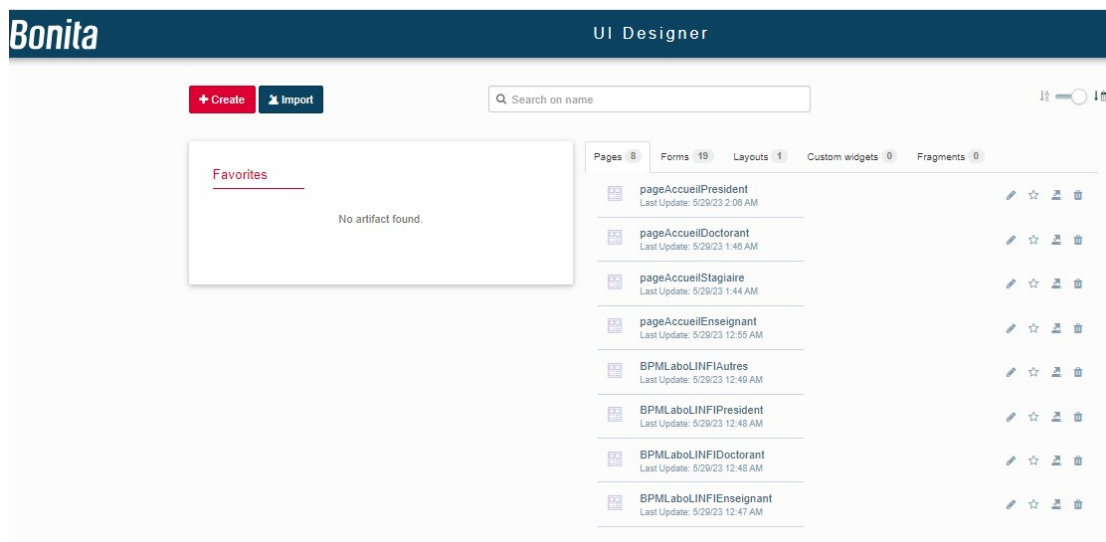 Bonita
UI Designer
Create
Import
Search on name
Favorites
No artifact found.
Pages 8
Forms 19
Layouts 1
Custom widgets 0
Fragments 0
pageAccueilPresident
Last Update: 5/29/23 2:06 AM
pageAccueilDoctorant
Last Update: 5/29/23 1:46 AM
pageAccueilStagiaire
Last Update: 5/29/23 1:44 AM
pageAccueilEnseignant
Last Update: 5/29/23 12:55 AM
BPMLaboLINFIAutres
Last Update: 5/29/23 12:49 AM
BPMLaboLINFIPresident
Last Update: 5/29/23 12:48 AM
BPMLaboLINFIDoctorant
Last Update: 5/29/23 12:48 AM
BPMLaboLINFIEnseignant
Last Update: 5/29/23 12:47 AM